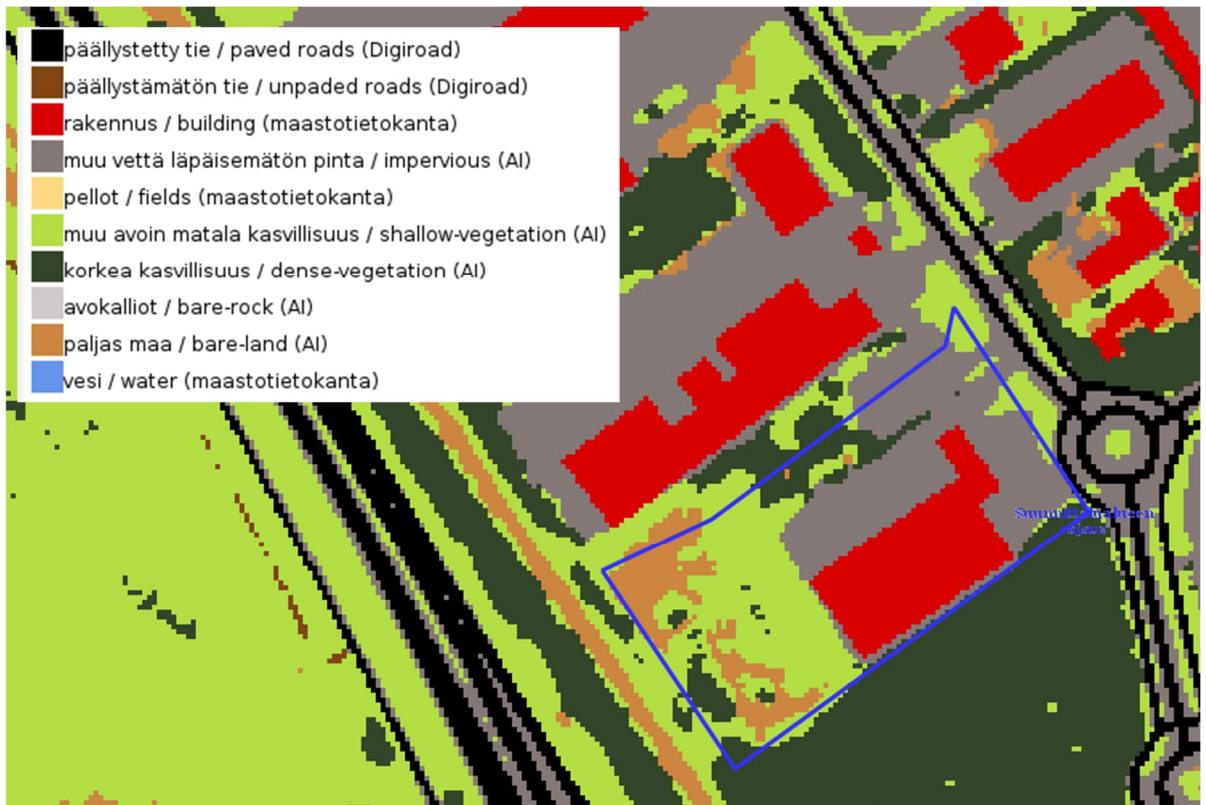 päällystetty tie / paved roads (Digiroad)
päällystämätön tie / unpaded roads (Digiroad)
rakennus / building (maastotietokanta)
muu vettä läpäisemätön pinta / impervious (AI)
pellot / fields (maastotietokanta)
muu avoin matala kasvillisuus / shallow-vegetation (AI)
korkea kasvillisuus / dense-vegetation (AI)
avokalliot / bare-rock (AI)
paljas maa / bare-land (AI)
vesi / water (maastotietokanta)